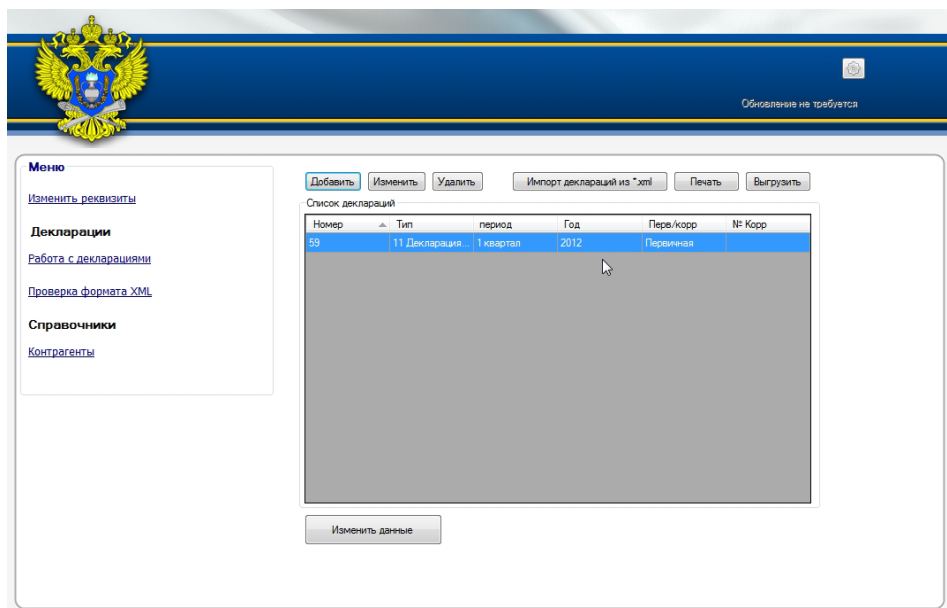 Обновление не требуется
Меню
Изменить реквизиты
Декларации
Работа с декларациями
Проверка формата XML
Справочники
Контрагенты
Добавить Изменить Удалить Импорт деклараций из *.xml Печать Выгрузить
Список деклараций
Номер Тип период Год Перв/корр № Корр
59 11 Декларация... 1 квартал 2012 Первичная
Изменить данные